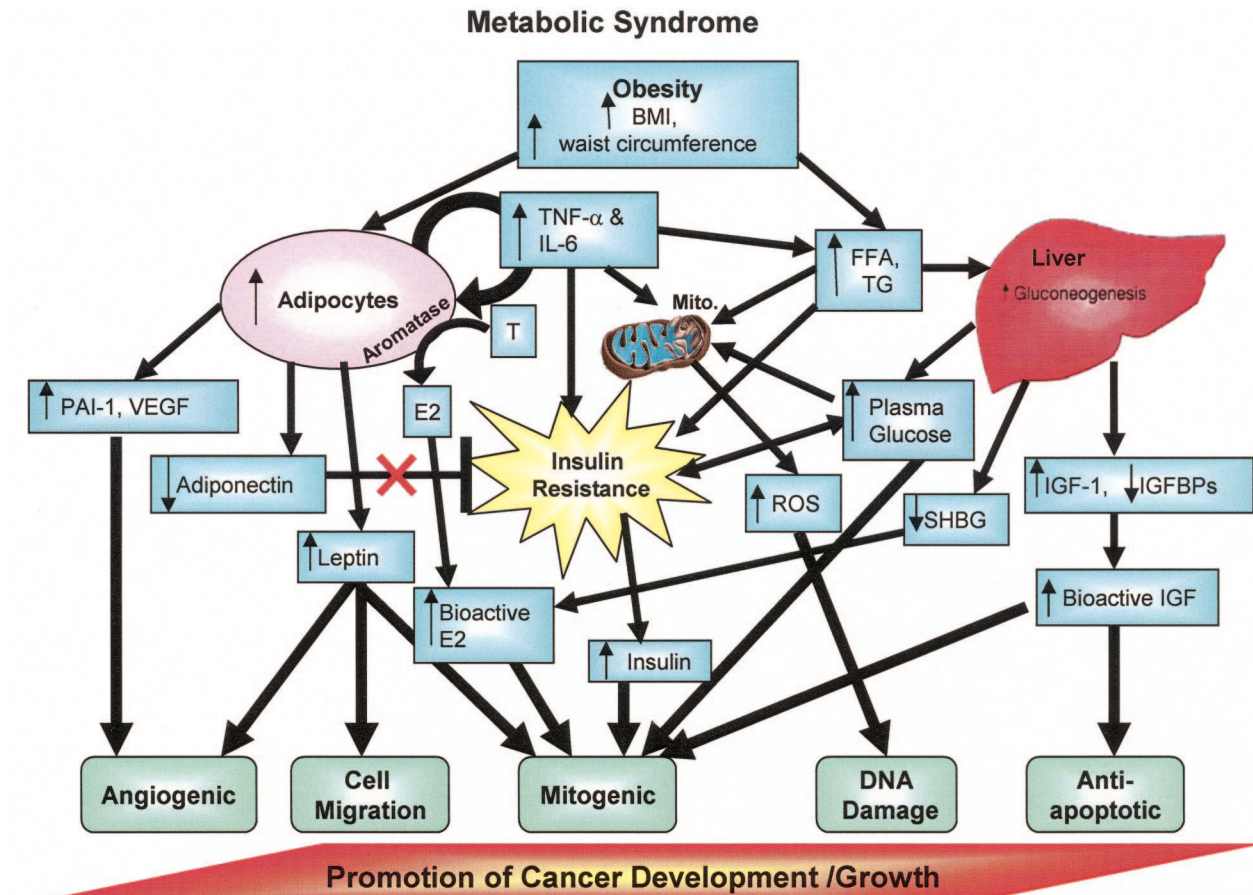 Metabolic Syndrome
Obesity
↑ BMI,
↑ waist circumference
↑ TNF-α &
IL-6
↑ FFA,
TG
Liver
↑ Gluconeogenesis
↑ Adipocytes
Aromatase
T
Mito.
↑ PAI-1, VEGF
E2
↑ Plasma
Glucose
↓ Adiponectin
Insulin
Resistance
↑ ROS
↓ SHBG
↑ IGF-1, ↓ IGFBPs
↑ Leptin
↑ Bioactive
E2
↑ Insulin
↑ Bioactive IGF
Angiogenic
Cell
Migration
Mitogenic
DNA
Damage
Anti-
apoptotic
Promotion of Cancer Development /Growth